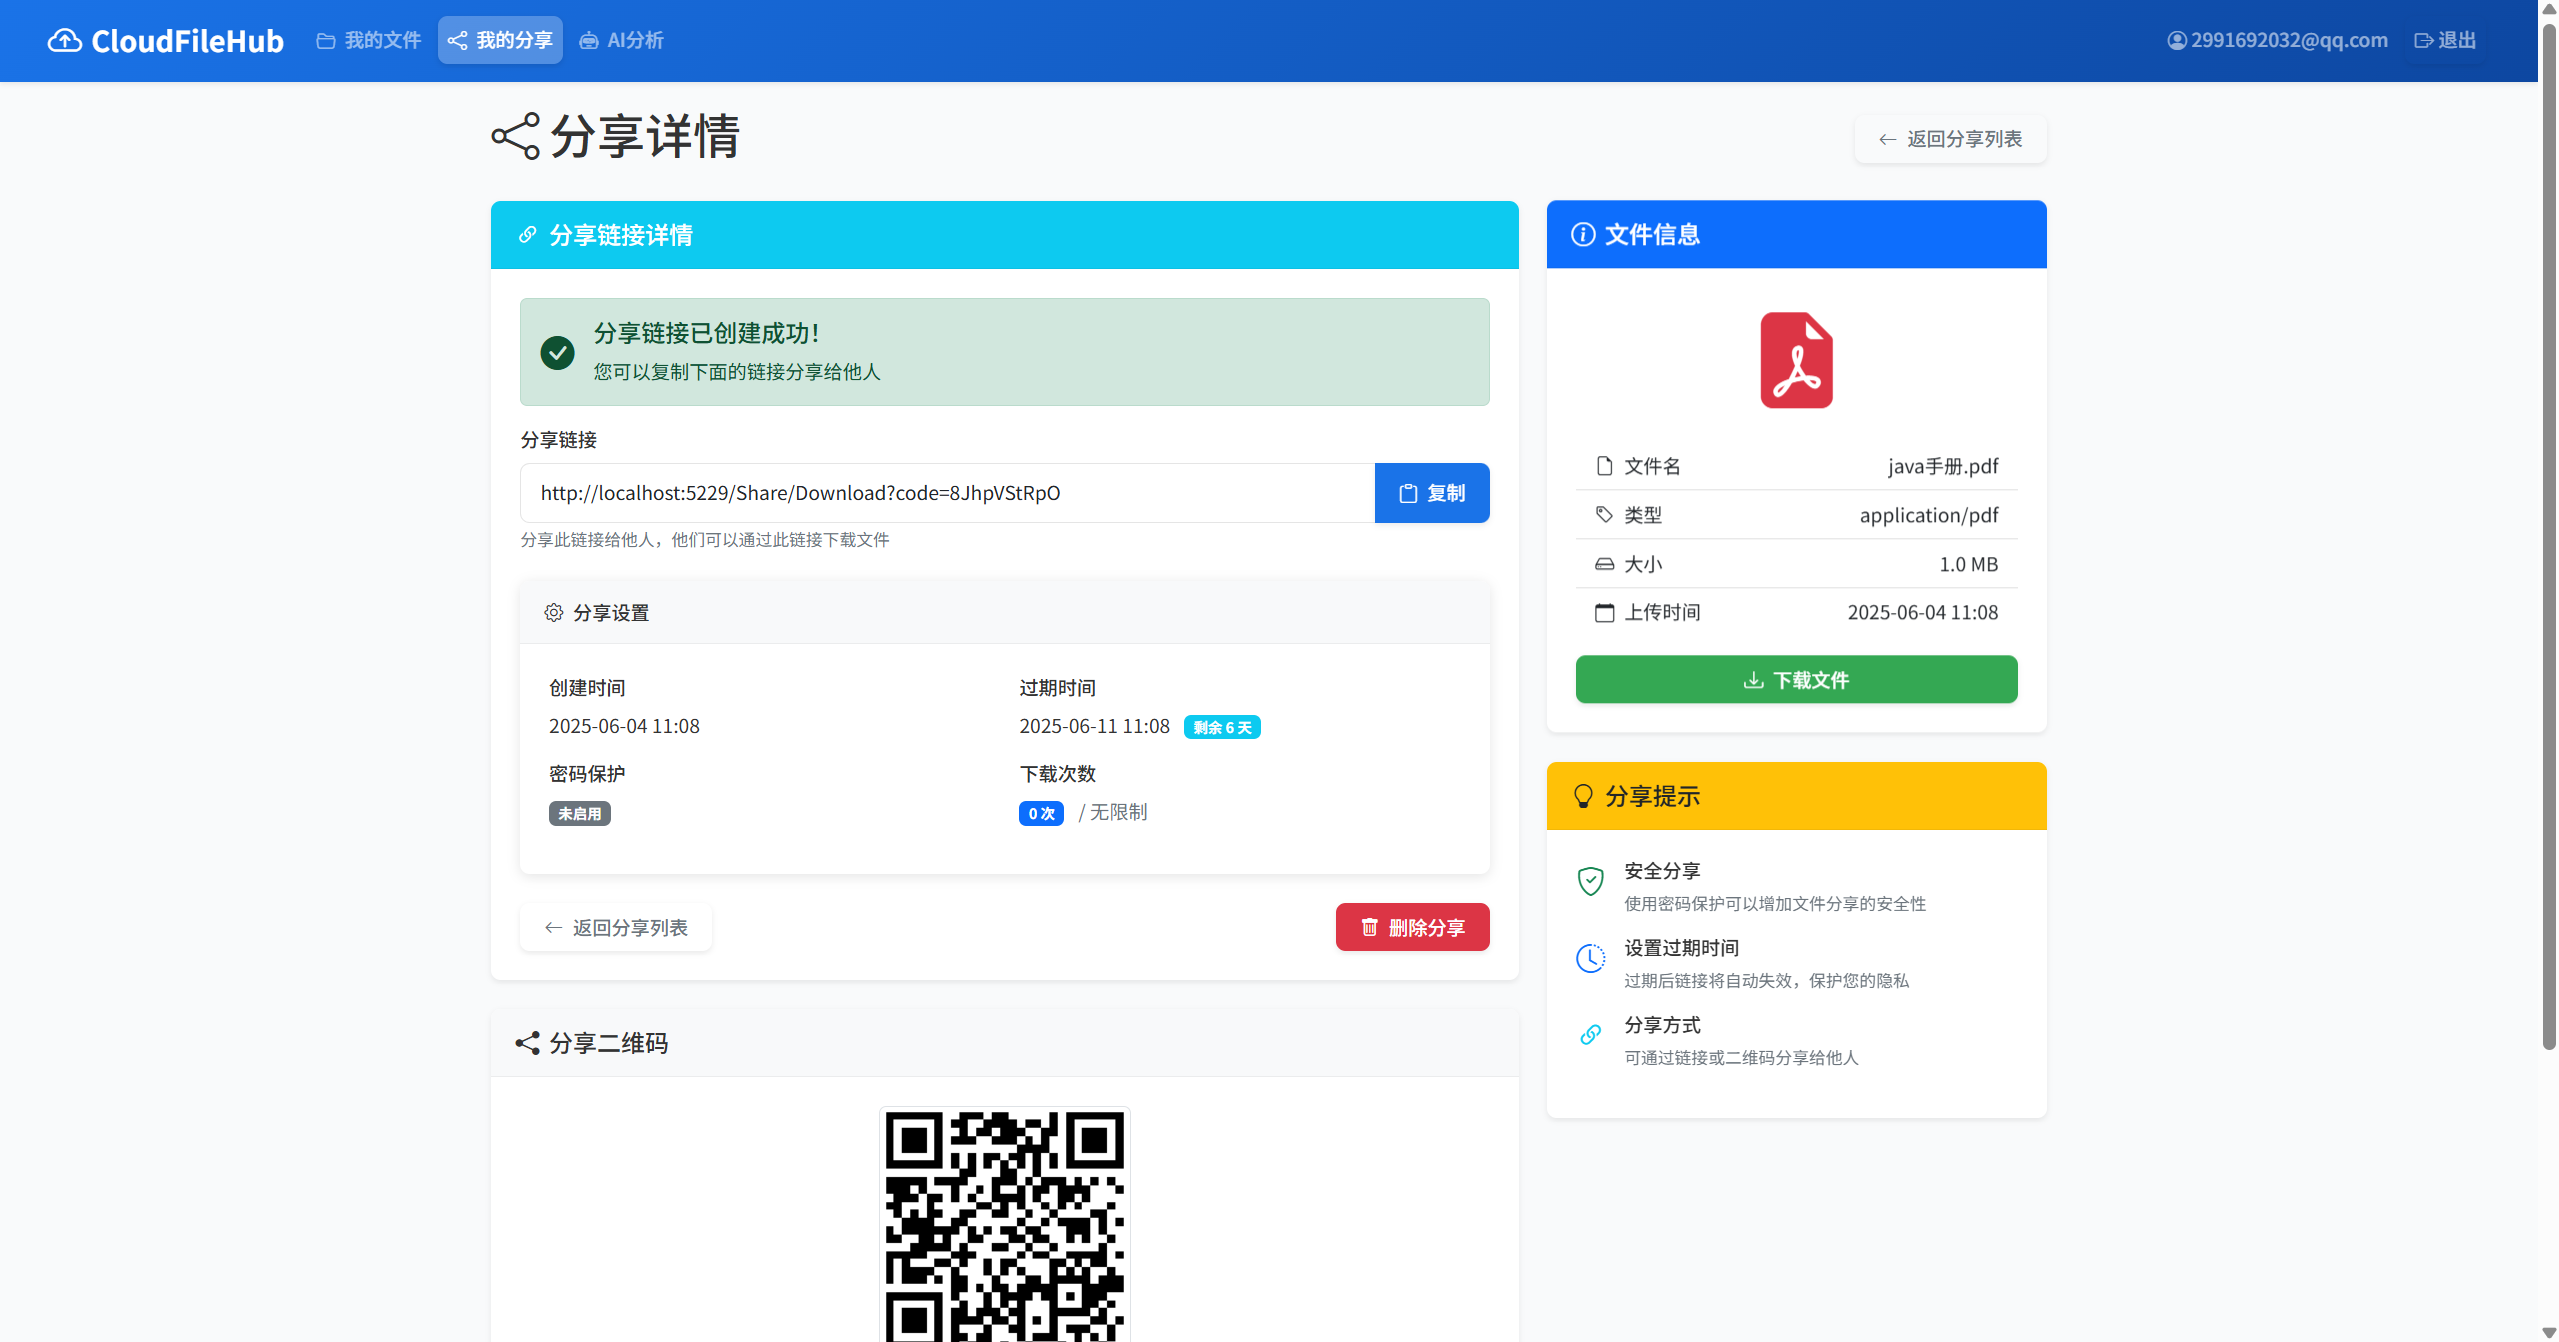 CloudFileHub
我的文件
我的分享
AI分析
2991692032@qq.com
退出
分享详情
返回分享列表
分享链接详情
分享链接已创建成功！
您可以复制下面的链接分享给他人
分享链接
http://localhost:5229/Share/Download?code=8JhpVStRpO
复制
分享此链接给他人，他们可以通过此链接下载文件
分享设置
创建时间
2025-06-04 11:08
过期时间
2025-06-11 11:08 剩余 6 天
密码保护
未启用
下载次数
0 次 / 无限制
返回分享列表
删除分享
分享二维码
文件信息
文件名 java手册.pdf
类型 application/pdf
大小 1.0 MB
上传时间 2025-06-04 11:08
下载文件
分享提示
安全分享
使用密码保护可以增加文件分享的安全性
设置过期时间
过期后链接将自动失效，保护您的隐私
分享方式
可通过链接或二维码分享给他人